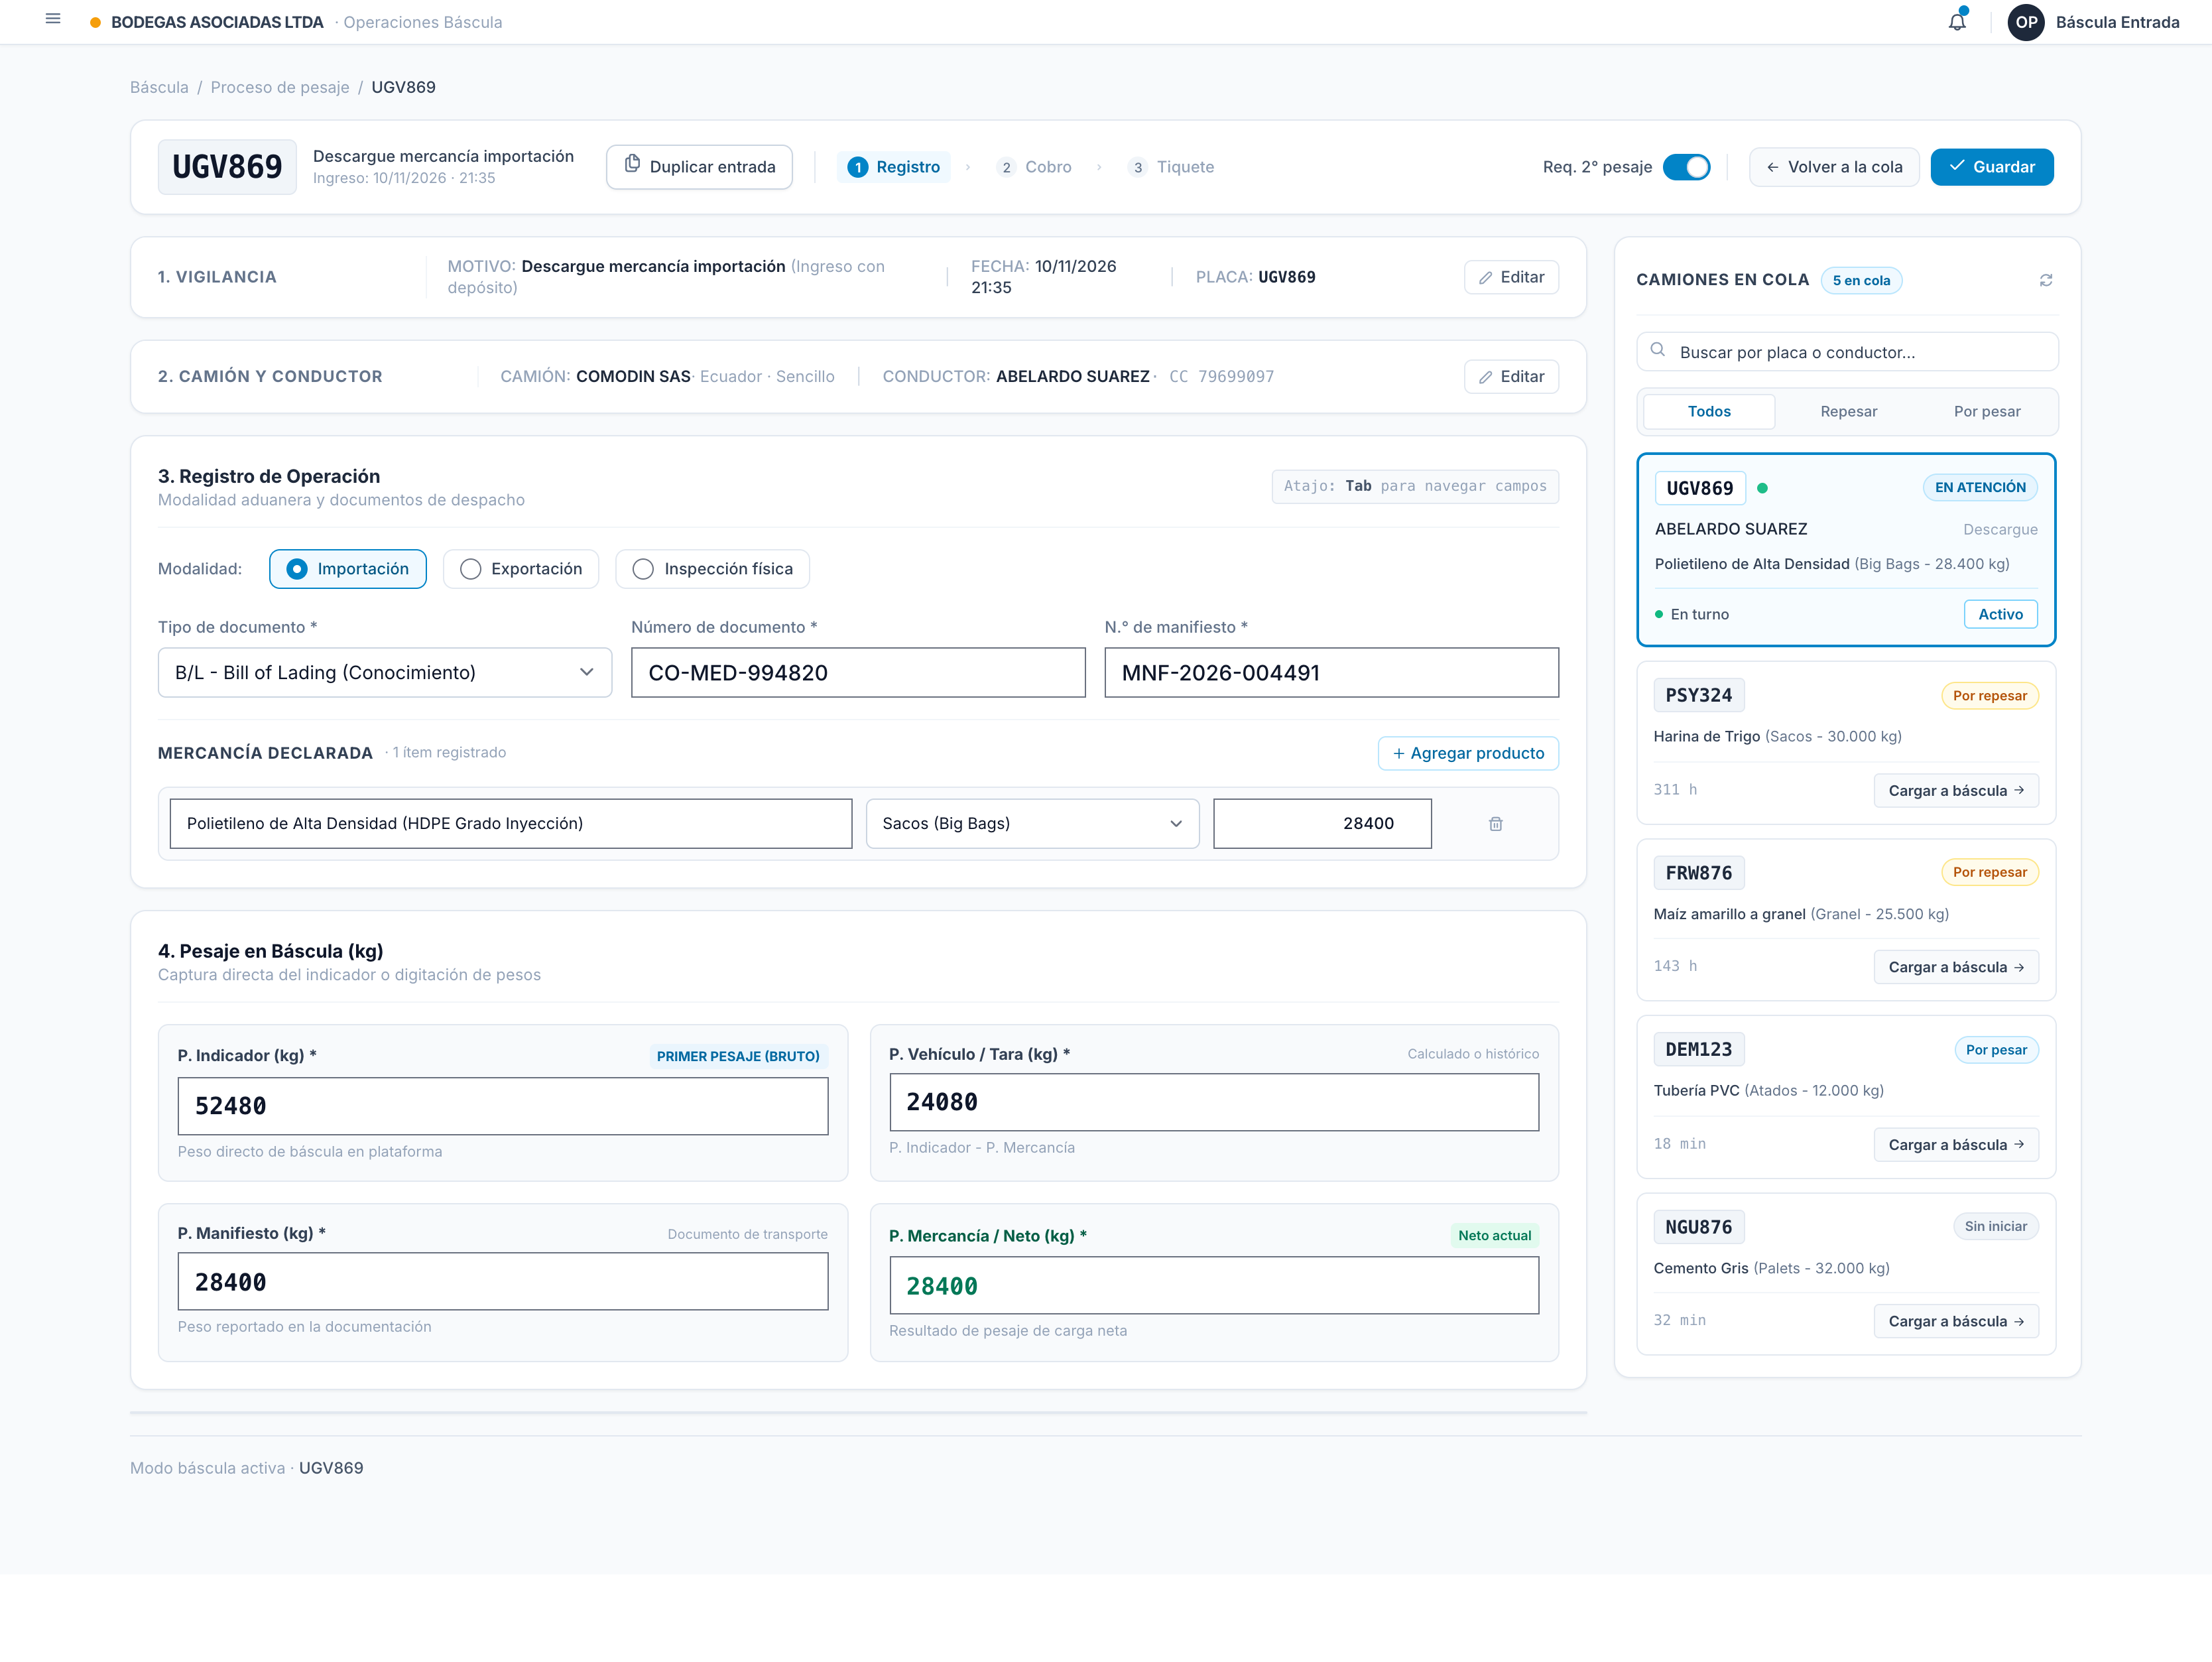 BODEGAS ASOCIADAS LTDA · Operaciones Báscula
OP Báscula Entrada
Báscula / Proceso de pesaje / UGV869
UGV869
Descargue mercancía importación
Ingreso: 10/11/2026 · 21:35
Duplicar entrada
1 Registro › 2 Cobro › 3 Tiquete
Req. 2° pesaje
← Volver a la cola
Guardar
1. VIGILANCIA
MOTIVO: Descargue mercancía importación (Ingreso con
depósito)
FECHA: 10/11/2026
21:35
PLACA: UGV869
Editar
2. CAMIÓN Y CONDUCTOR
CAMIÓN: COMODIN SAS· Ecuador · Sencillo
CONDUCTOR: ABELARDO SUAREZ· CC 79699097
Editar
3. Registro de Operación
Modalidad aduanera y documentos de despacho
Atajo: Tab para navegar campos
Modalidad: Importación Exportación Inspección física
Tipo de documento *
B/L - Bill of Lading (Conocimiento)
Número de documento *
CO-MED-994820
N.° de manifiesto *
MNF-2026-004491
MERCANCÍA DECLARADA · 1 ítem registrado
+ Agregar producto
Polietileno de Alta Densidad (HDPE Grado Inyección)
Sacos (Big Bags)
28400
4. Pesaje en Báscula (kg)
Captura directa del indicador o digitación de pesos
P. Indicador (kg) * PRIMER PESAJE (BRUTO)
52480
Peso directo de báscula en plataforma
P. Vehículo / Tara (kg) * Calculado o histórico
24080
P. Indicador - P. Mercancía
P. Manifiesto (kg) * Documento de transporte
28400
Peso reportado en la documentación
P. Mercancía / Neto (kg) * Neto actual
28400
Resultado de pesaje de carga neta
CAMIONES EN COLA 5 en cola
Buscar por placa o conductor...
Todos Repesar Por pesar
UGV869 EN ATENCIÓN
ABELARDO SUAREZ Descargue
Polietileno de Alta Densidad (Big Bags - 28.400 kg)
En turno Activo
PSY324 Por repesar
Harina de Trigo (Sacos - 30.000 kg)
311 h Cargar a báscula →
FRW876 Por repesar
Maíz amarillo a granel (Granel - 25.500 kg)
143 h Cargar a báscula →
DEM123 Por pesar
Tubería PVC (Atados - 12.000 kg)
18 min Cargar a báscula →
NGU876 Sin iniciar
Cemento Gris (Palets - 32.000 kg)
32 min Cargar a báscula →
Modo báscula activa · UGV869